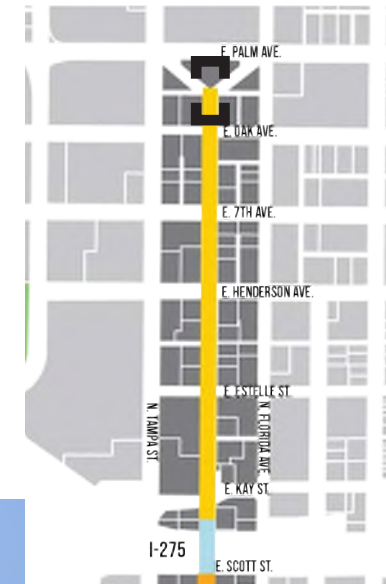 E. PALM AVE.
E. OAK AVE.
E. 7TH AVE.
E. HENDERSON AVE.
E. ESTELLE ST.
N. TAMPA ST.
N. FLORIDA AVE.
E. KAY ST.
I-275
E. SCOTT ST.